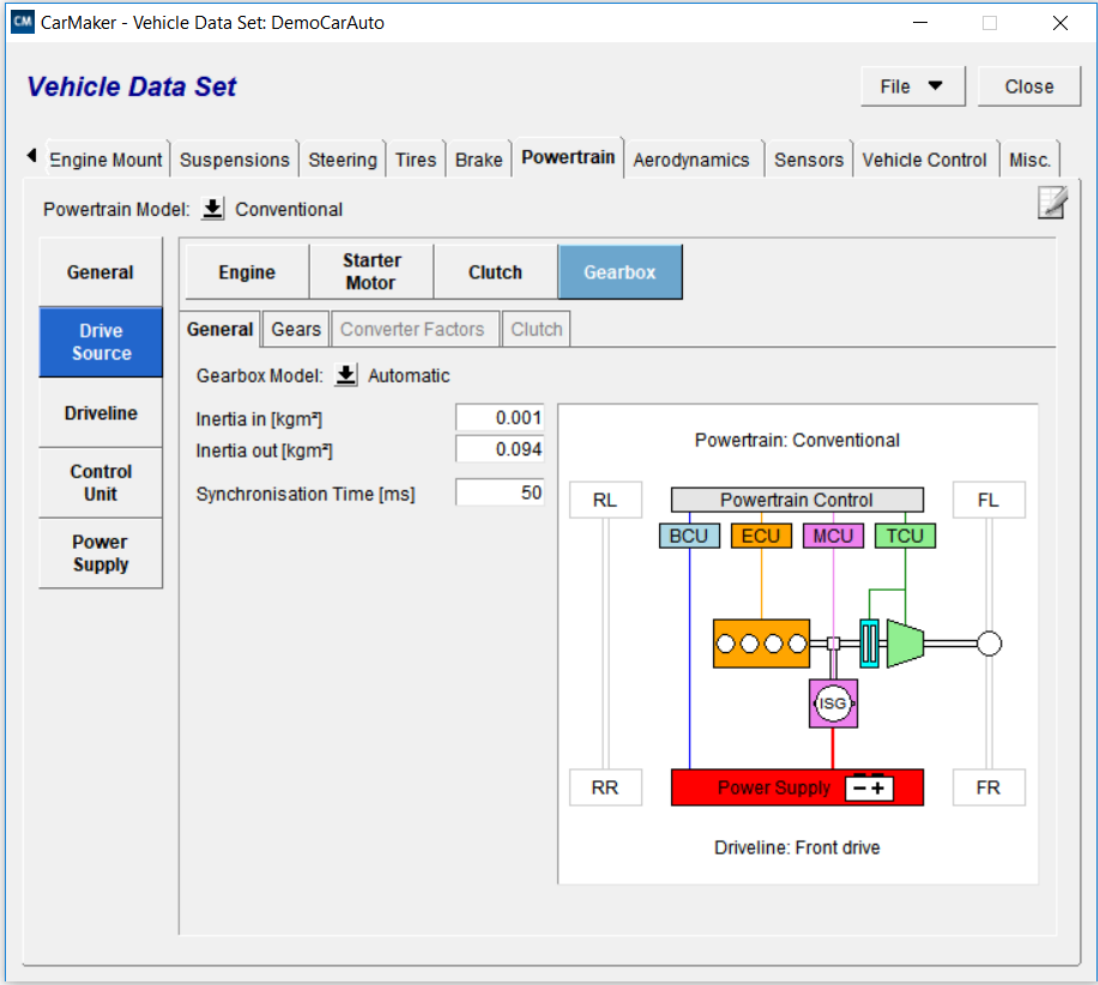 CM CarMaker - Vehicle Data Set: DemoCarAuto
Vehicle Data Set
File
Close
Engine Mount
Suspensions
Steering
Tires
Brake
Powertrain
Aerodynamics
Sensors
Vehicle Control
Misc.
Powertrain Model: Conventional
General
Drive
Source
Driveline
Control
Unit
Power
Supply
Engine
Starter
Motor
Clutch
Gearbox
General
Gears
Converter Factors
Clutch
Gearbox Model: Automatic
Inertia in [kgm²] 0.001
Inertia out [kgm²] 0.094
Synchronisation Time [ms] 50
Powertrain: Conventional
RL
Powertrain Control
FL
BCU
ECU
MCU
TCU
ISG
RR
Power Supply
FR
Driveline: Front drive